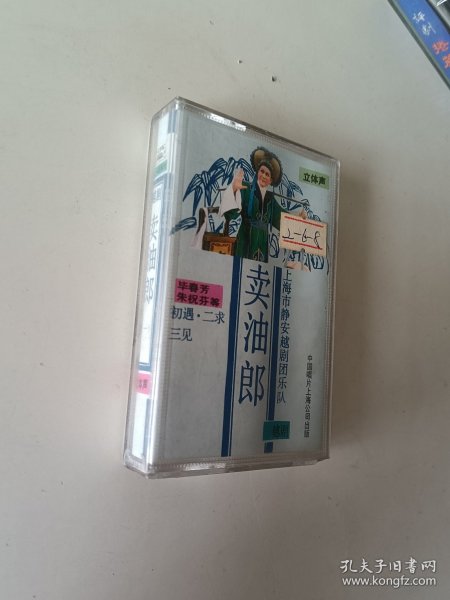 立体声
2-6-8
毕春芳
朱祝芬等
初遇·二求
三见
卖油郎
上海市静安越剧团乐队
中国唱片上海公司出版
越剧
卖油郎
孔夫子旧书网
www.kongfz.com